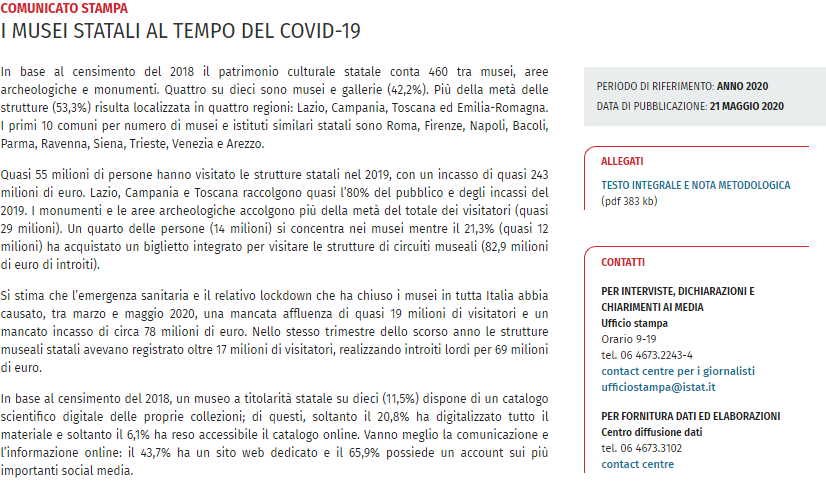 COMUNICATO STAMPA
I MUSEI STATALI AL TEMPO DEL COVID-19
In base al censimento del 2018 il patrimonio culturale statale conta 460 tra musei, aree
archeologiche e monumenti. Quattro su dieci sono musei e gallerie (42,2%). Più della metà delle
strutture (53,3%) risulta localizzata in quattro regioni: Lazio, Campania, Toscana ed Emilia-Romagna.
I primi 10 comuni per numero di musei e istituti similari statali sono Roma, Firenze, Napoli, Bacoli,
Parma, Ravenna, Siena, Trieste, Venezia e Arezzo.
Quasi 55 milioni di persone hanno visitato le strutture statali nel 2019, con un incasso di quasi 243
milioni di euro. Lazio, Campania e Toscana raccolgono quasi l'80% del pubblico e degli incassi del
2019. I monumenti e le aree archeologiche accolgono più della metà del totale dei visitatori (quasi
29 milioni). Un quarto delle persone (14 milioni) si concentra nei musei mentre il 21,3% (quasi 12
milioni) ha acquistato un biglietto integrato per visitare le strutture di circuiti museali (82,9 milioni
di euro di introiti).
Si stima che l'emergenza sanitaria e il relativo lockdown che ha chiuso i musei in tutta Italia abbia
causato, tra marzo e maggio 2020, una mancata affluenza di quasi 19 milioni di visitatori e un
mancato incasso di circa 78 milioni di euro. Nello stesso trimestre dello scorso anno le strutture
museali statali avevano registrato oltre 17 milioni di visitatori, realizzando introiti lordi per 69 milioni
di euro.
In base al censimento del 2018, un museo a titolarità statale su dieci (11,5%) dispone di un catalogo
scientifico digitale delle proprie collezioni; di questi, soltanto il 20,8% ha digitalizzato tutto il
materiale e soltanto il 6,1% ha reso accessibile il catalogo online. Vanno meglio la comunicazione e
l'informazione online: il 43,7% ha un sito web dedicato e il 65,9% possiede un account sui più
importanti social media.
PERIODO DI RIFERIMENTO: ANNO 2020
DATA DI PUBBLICAZIONE: 21 MAGGIO 2020
ALLEGATI
TESTO INTEGRALE E NOTA METODOLOGICA
(pdf 383 kb)
CONTATTI
PER INTERVISTE, DICHIARAZIONI E
CHIARIMENTI AI MEDIA
Ufficio stampa
Orario 9-19
tel. 06 4673.2243-4
contact centre per i giornalisti
ufficiostampa@istat.it
PER FORNITURA DATI ED ELABORAZIONI
Centro diffusione dati
tel. 06 4673.3102
contact centre